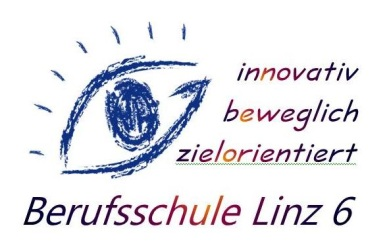 innovativ
beweglich
zielorientiert
Berufsschule Linz 6